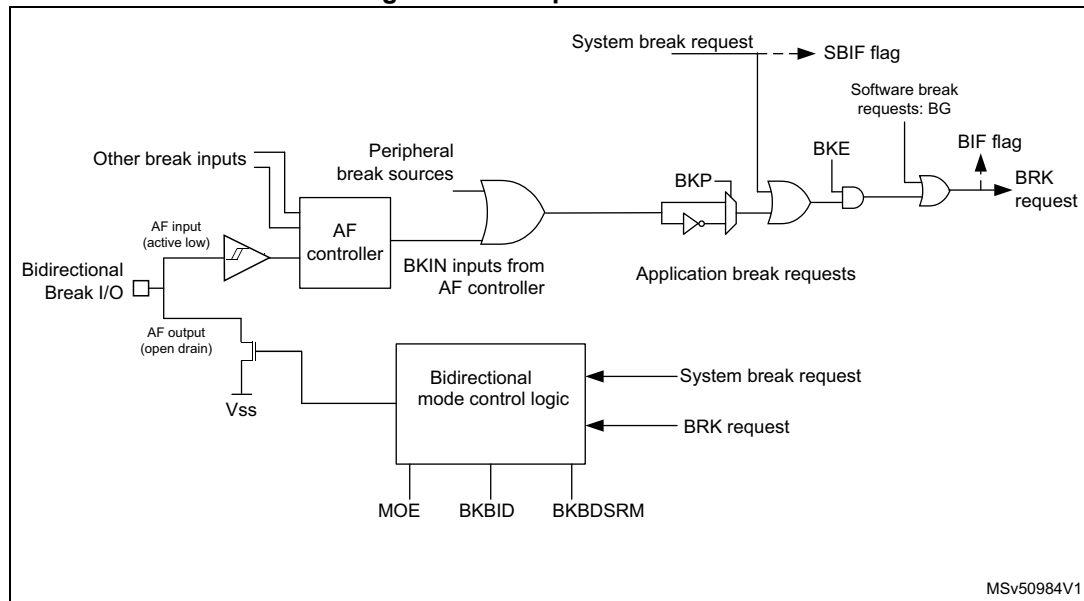 System break request
SBIF flag
Software break
requests: BG
BIF flag
BKE
BRK
request
Peripheral
break sources
BKP
Other break inputs
AF input
(active low)
AF
controller
BKIN inputs from
AF controller
Application break requests
Bidirectional
Break I/O
AF output
(open drain)
Vss
Bidirectional
mode control logic
System break request
BRK request
MOE
BKBID
BKBDSRM
MSv50984V1